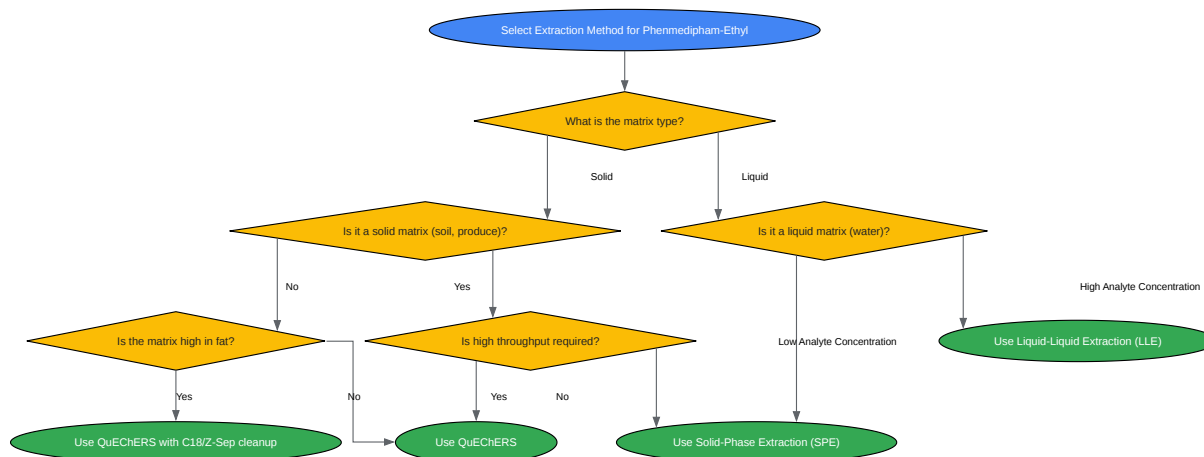 Select Extraction Method for Phenmedipham-Ethyl
What is the matrix type?
Solid
Liquid
Is it a solid matrix (soil, produce)?
Is it a liquid matrix (water)?
No
Yes
High Analyte Concentration
Is the matrix high in fat?
Is high throughput required?
Low Analyte Concentration
Use Liquid-Liquid Extraction (LLE)
Yes
No
Yes
No
Use QuEChERS with C18/Z-Sep cleanup
Use QuEChERS
Use Solid-Phase Extraction (SPE)